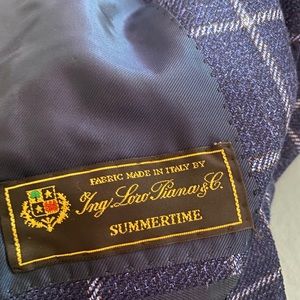 FABRIC MADE IN ITALY BY
Ing. Loro Piana & C.
SUMMERTIME